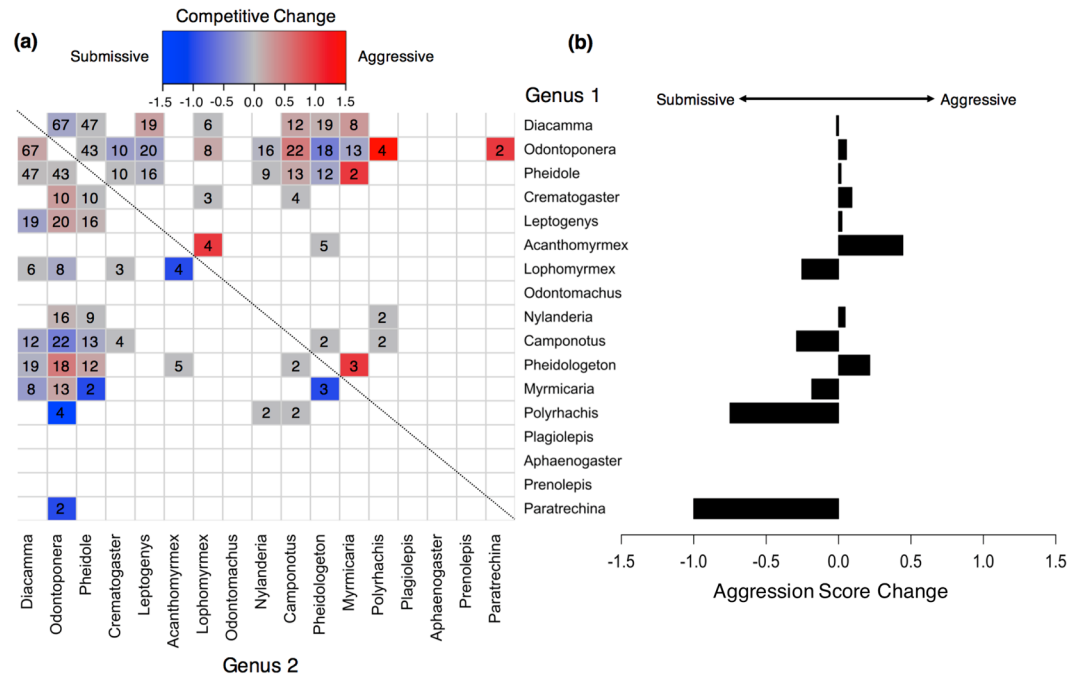 Competitive Change
(a)
(b)
Submissive
Aggressive
-1.5 -1.0 -0.5 0.0 0.5 1.0 1.5
Genus 1
Submissive
Aggressive
67 47 19 6 12 19 8 Diacamma
67 43 10 20 8 16 22 18 13 4 2 Odontoponera
47 43 10 16 9 13 12 2 Pheidole
10 10 3 4 Crematogaster
19 20 16 Leptogenys
4 5 Acanthomyrmex
6 8 3 4 Lophomyrmex
Odontomachus
16 9 2 Nylanderia
12 22 13 4 2 2 Camponotus
19 18 12 5 2 3 Pheidologeton
8 13 2 3 Myrmicaria
4 2 2 Polyrhachis
Plagiolepis
Aphaenogaster
Prenolepis
2 Paratrechina
Diacamma
Odontoponera
Pheidole
Crematogaster
Leptogenys
Acanthomyrmex
Lophomyrmex
Odontomachus
Nylanderia
Camponotus
Pheidologeton
Myrmicaria
Polyrhachis
Plagiolepis
Aphaenogaster
Prenolepis
Paratrechina
Genus 2
-1.5 -1.0 -0.5 0.0 0.5 1.0 1.5
Aggression Score Change